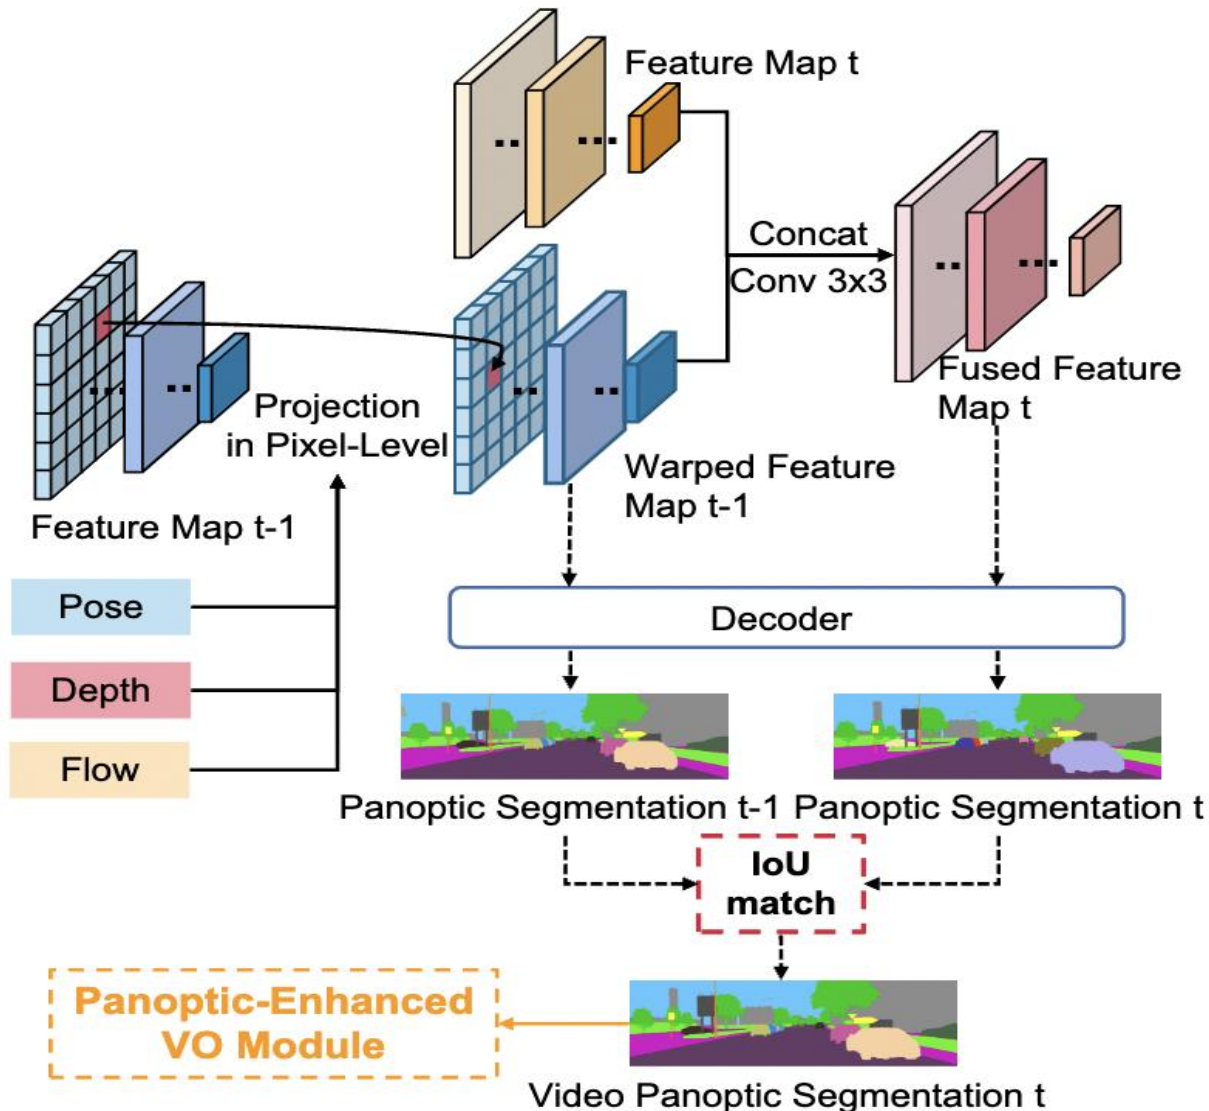 Feature Map t
Concat
Conv 3x3
Projection
in Pixel-Level
Fused Feature
Map t
Warped Feature
Map t-1
Feature Map t-1
Pose
Depth
Flow
Decoder
Panoptic Segmentation t-1
Panoptic Segmentation t
IoU
match
Panoptic-Enhanced
VO Module
Video Panoptic Segmentation t